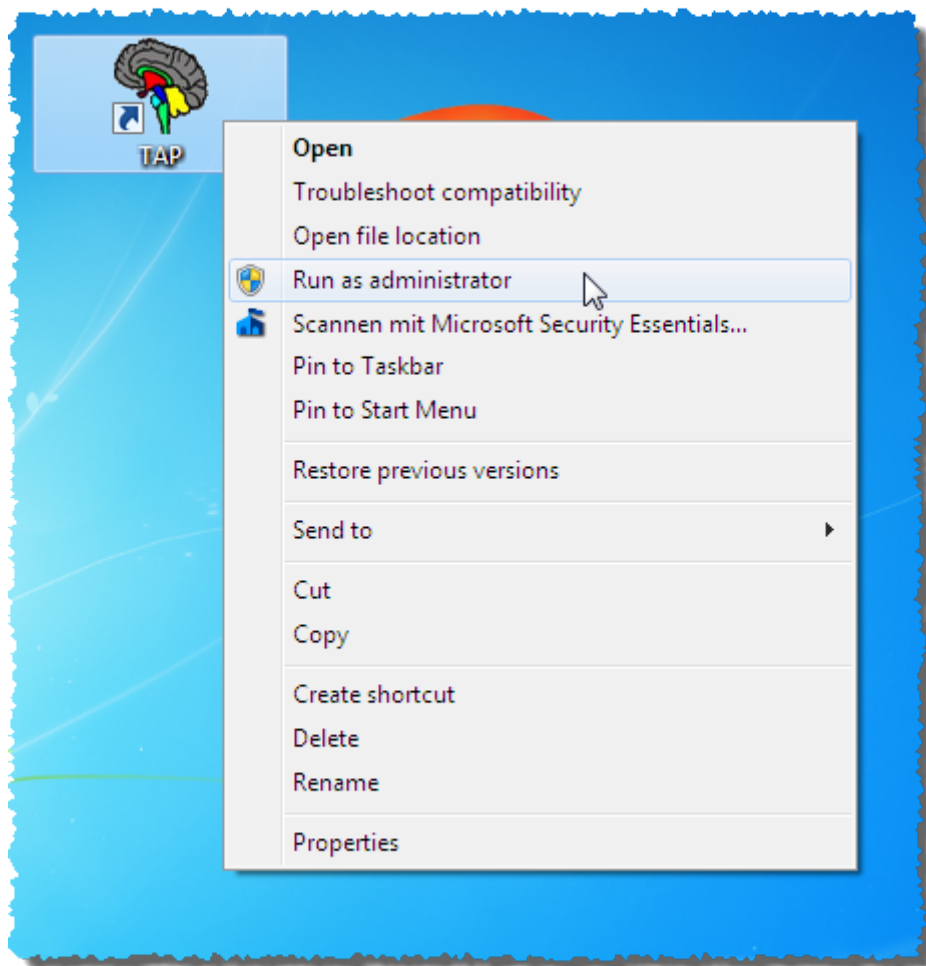 TAP
Open
Troubleshoot compatibility
Open file location
Run as administrator
Scannen mit Microsoft Security Essentials...
Pin to Taskbar
Pin to Start Menu
Restore previous versions
Send to
Cut
Copy
Create shortcut
Delete
Rename
Properties